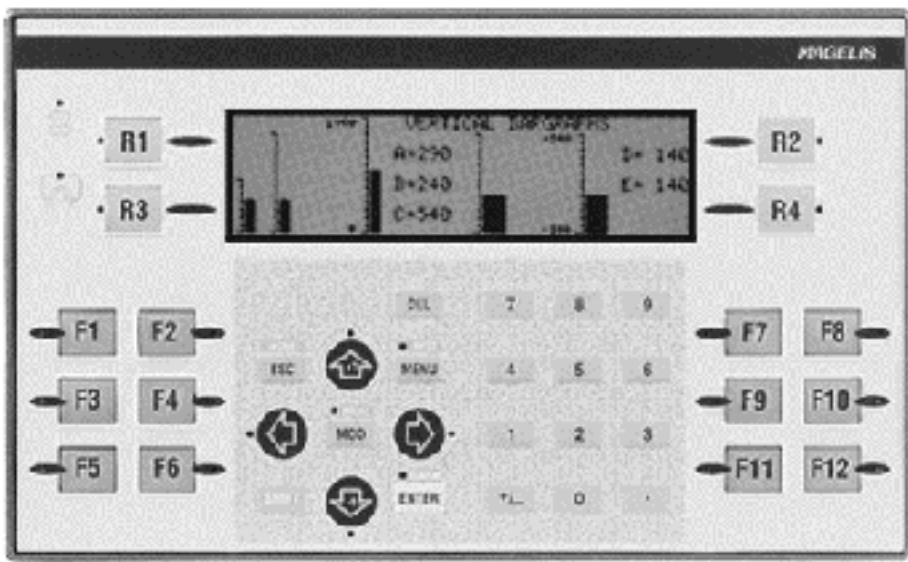 MAGELIS
VERTICAL BARGRAPHS
R1
A=290
D= 140
R2
B=240
E= 140
R3
C=540
R4
DEL 7 8 9
F1 F2
F7 F8
ESC MENU 4 5 6
F3 F4
F9 F10
MOD 1 2 3
F5 F6
F11 F12
ENTER
0